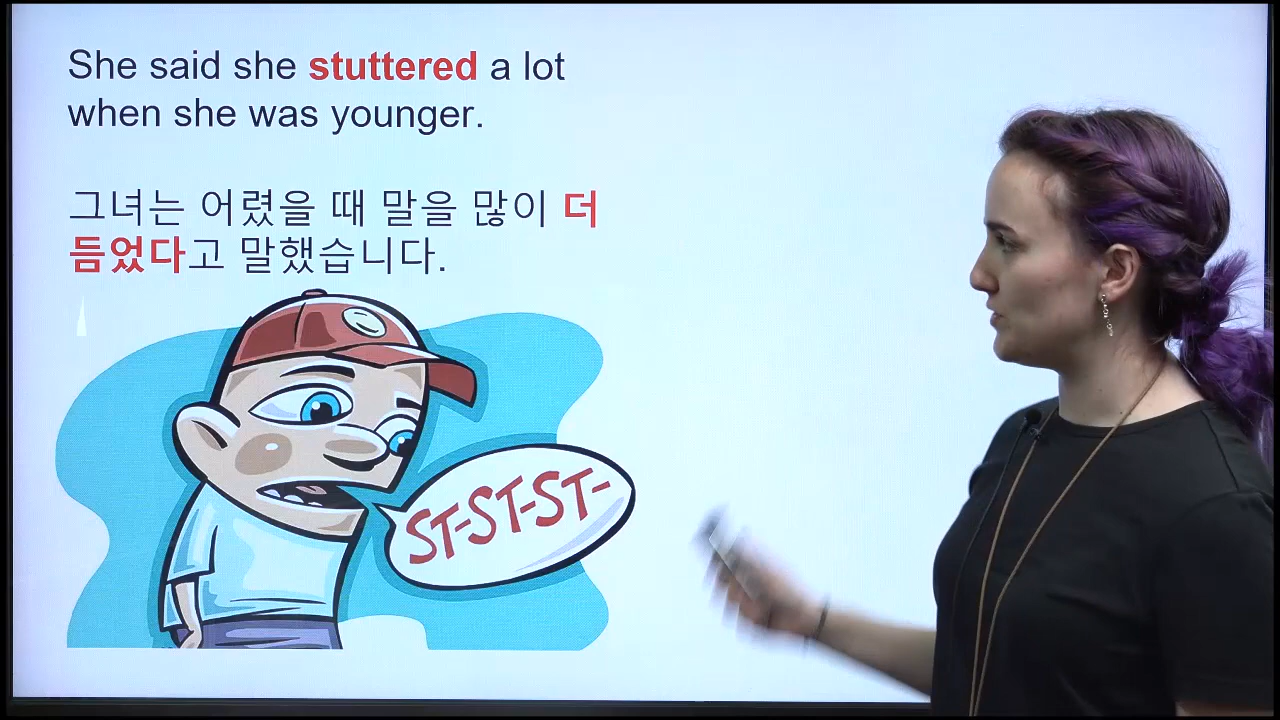 She said she stuttered a lot
when she was younger.
그녀는 어렸을 때 말을 많이 더
듬었다고 말했습니다.
ST-ST-ST-